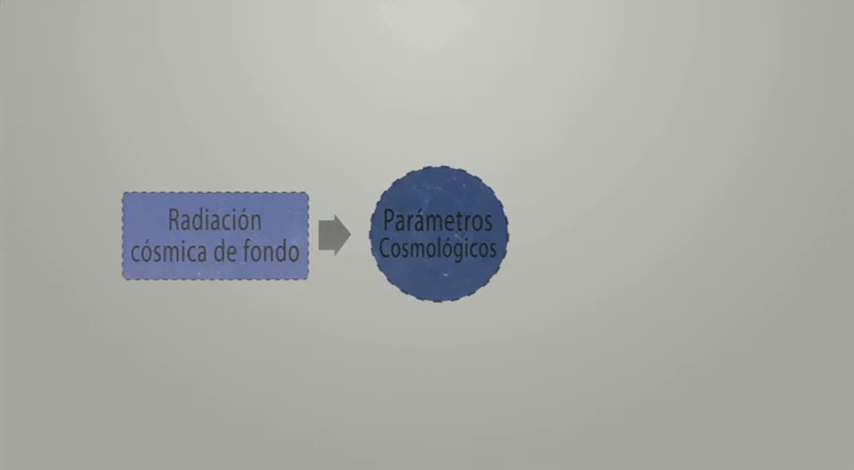 Radiación
cósmica de fondo
Parámetros
Cosmológicos